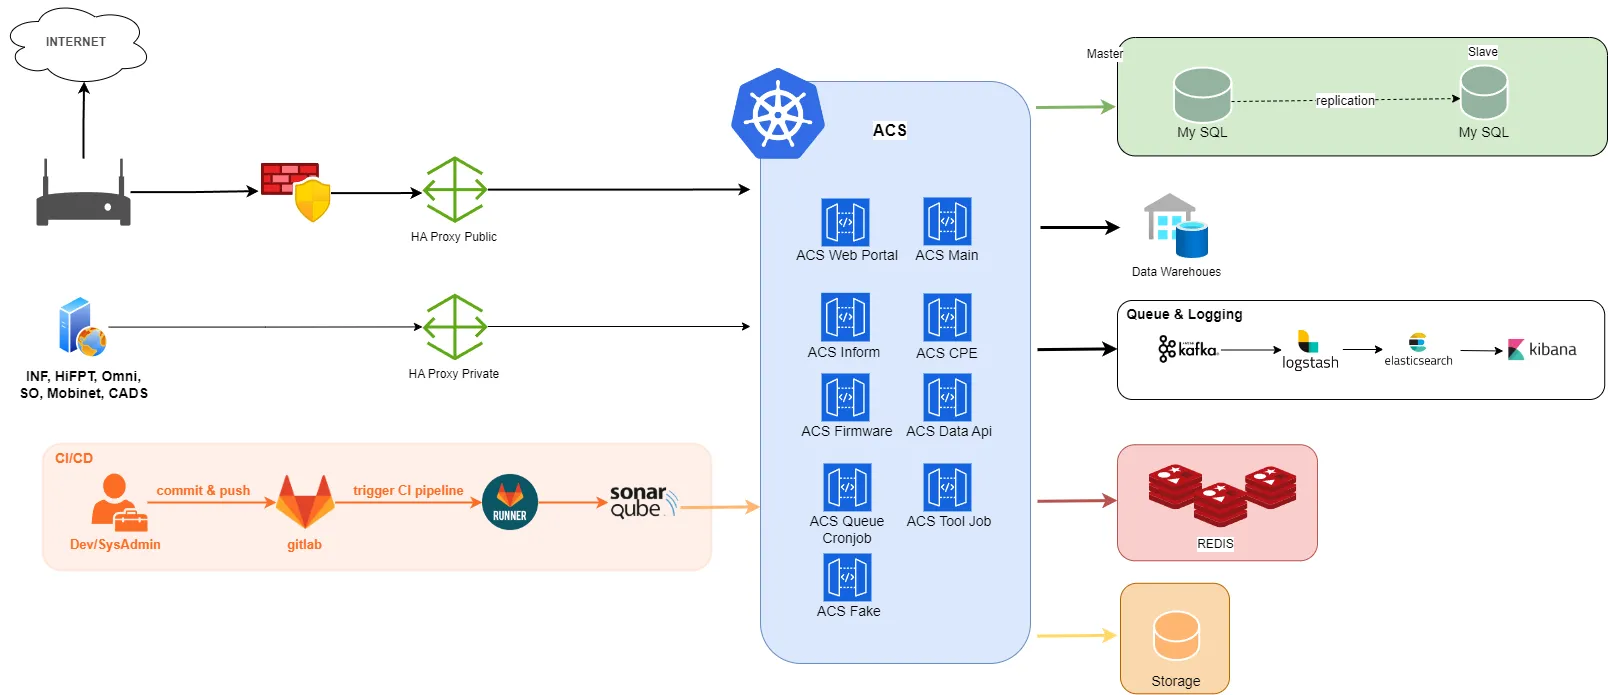 INTERNET
HA Proxy Public
INF, HiFPT, Omni,
SO, Mobinet, CADS
HA Proxy Private
CI/CD
Dev/SysAdmin
commit & push
gitlab
trigger CI pipeline
RUNNER
sonar
qube
ACS
ACS Web Portal
ACS Main
ACS Inform
ACS CPE
ACS Firmware
ACS Data Api
ACS Queue
Cronjob
ACS Tool Job
ACS Fake
Master
Slave
My SQL
replication
My SQL
Data Warehoues
Queue & Logging
kafka
logstash
elasticsearch
kibana
REDIS
Storage